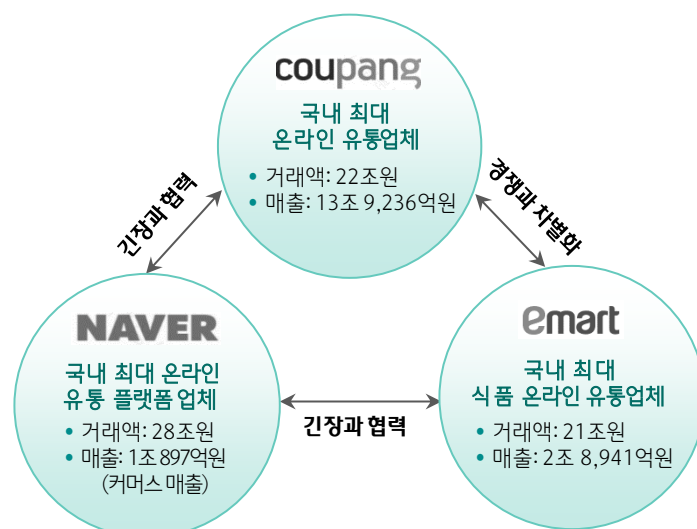 coupang
국내 최대
온라인 유통업체
• 거래액: 22조원
• 매출: 13조 9,236억원
긴장과 협력
경쟁과 차별화
NAVER
국내 최대 온라인
유통 플랫폼 업체
• 거래액: 28조원
• 매출: 1조 897억원
(커머스 매출)
긴장과 협력
emart
국내 최대
식품 온라인 유통업체
• 거래액: 21조원
• 매출: 2조 8,941억원